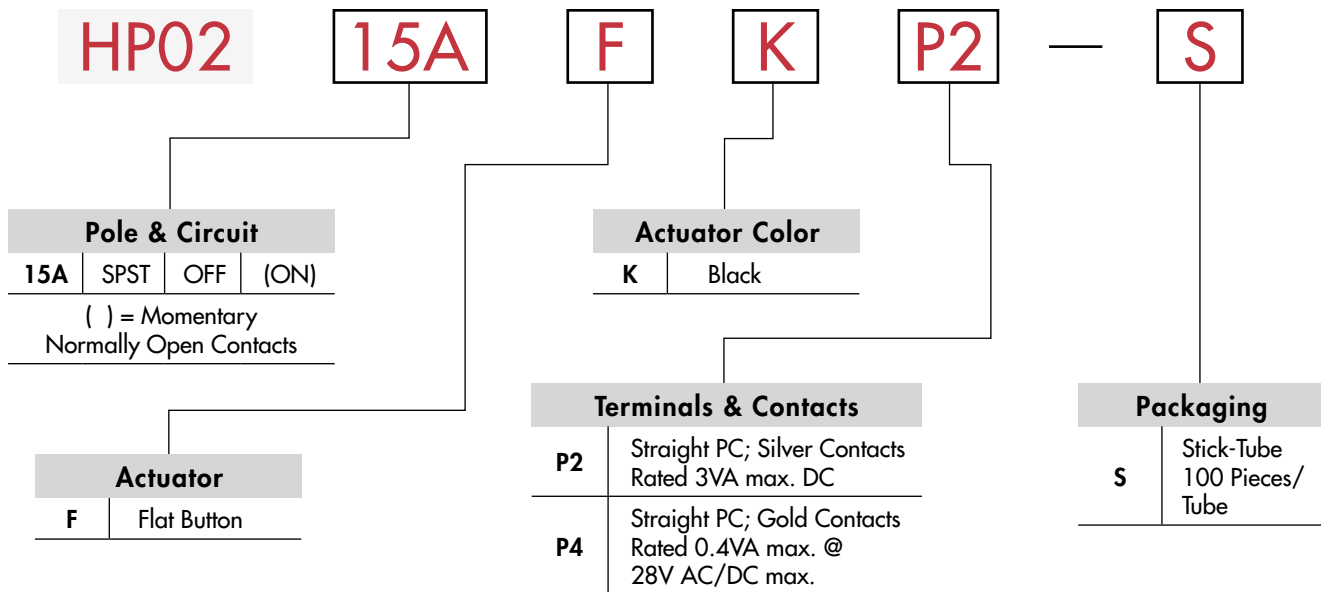 HP02 15A F K P2 — S
Pole & Circuit
15A SPST OFF (ON)
( ) = Momentary
Normally Open Contacts
Actuator
F Flat Button
Actuator Color
K Black
Terminals & Contacts
P2 Straight PC; Silver Contacts
Rated 3VA max. DC
P4 Straight PC; Gold Contacts
Rated 0.4VA max. @
28V AC/DC max.
Packaging
S Stick-Tube
100 Pieces/
Tube